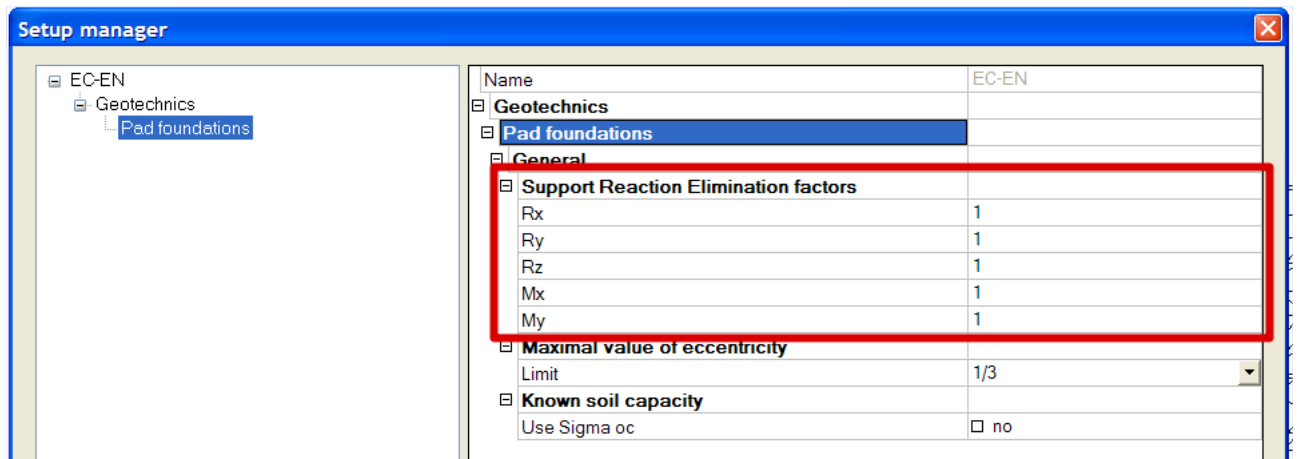 Setup manager
EC-EN
Geotechnics
Pad foundations
Name EC-EN
Geotechnics
Pad foundations
General
Support Reaction Elimination factors
Rx 1
Ry 1
Rz 1
Mx 1
My 1
Maximal value of eccentricity
Limit 1/3
Known soil capacity
Use Sigma oc no